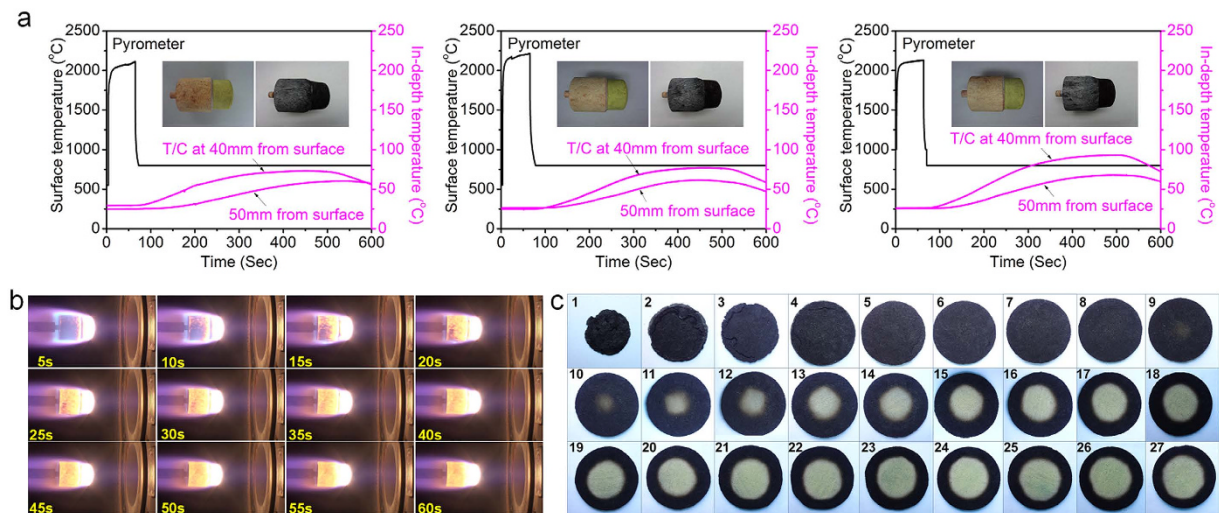 a
2500
2000
1500
1000
500
0
Surface temperature (°C)
Pyrometer
T/C at 40mm from surface
50mm from surface
250
200
150
100
50
0
In-depth temperature (°C)
0 100 200 300 400 500 600
Time (Sec)
2500
2000
1500
1000
500
0
Surface temperature (°C)
Pyrometer
T/C at 40mm from surface
50mm from surface
250
200
150
100
50
0
In-depth temperature (°C)
0 100 200 300 400 500 600
Time (Sec)
2500
2000
1500
1000
500
0
Surface temperature (°C)
Pyrometer
T/C at 40mm from surface
50mm from surface
250
200
150
100
50
0
In-depth temperature (°C)
0 100 200 300 400 500 600
Time (Sec)
b
5s 10s 15s 20s
25s 30s 35s 40s
45s 50s 55s 60s
c
1 2 3 4 5 6 7 8 9
10 11 12 13 14 15 16 17 18
19 20 21 22 23 24 25 26 27